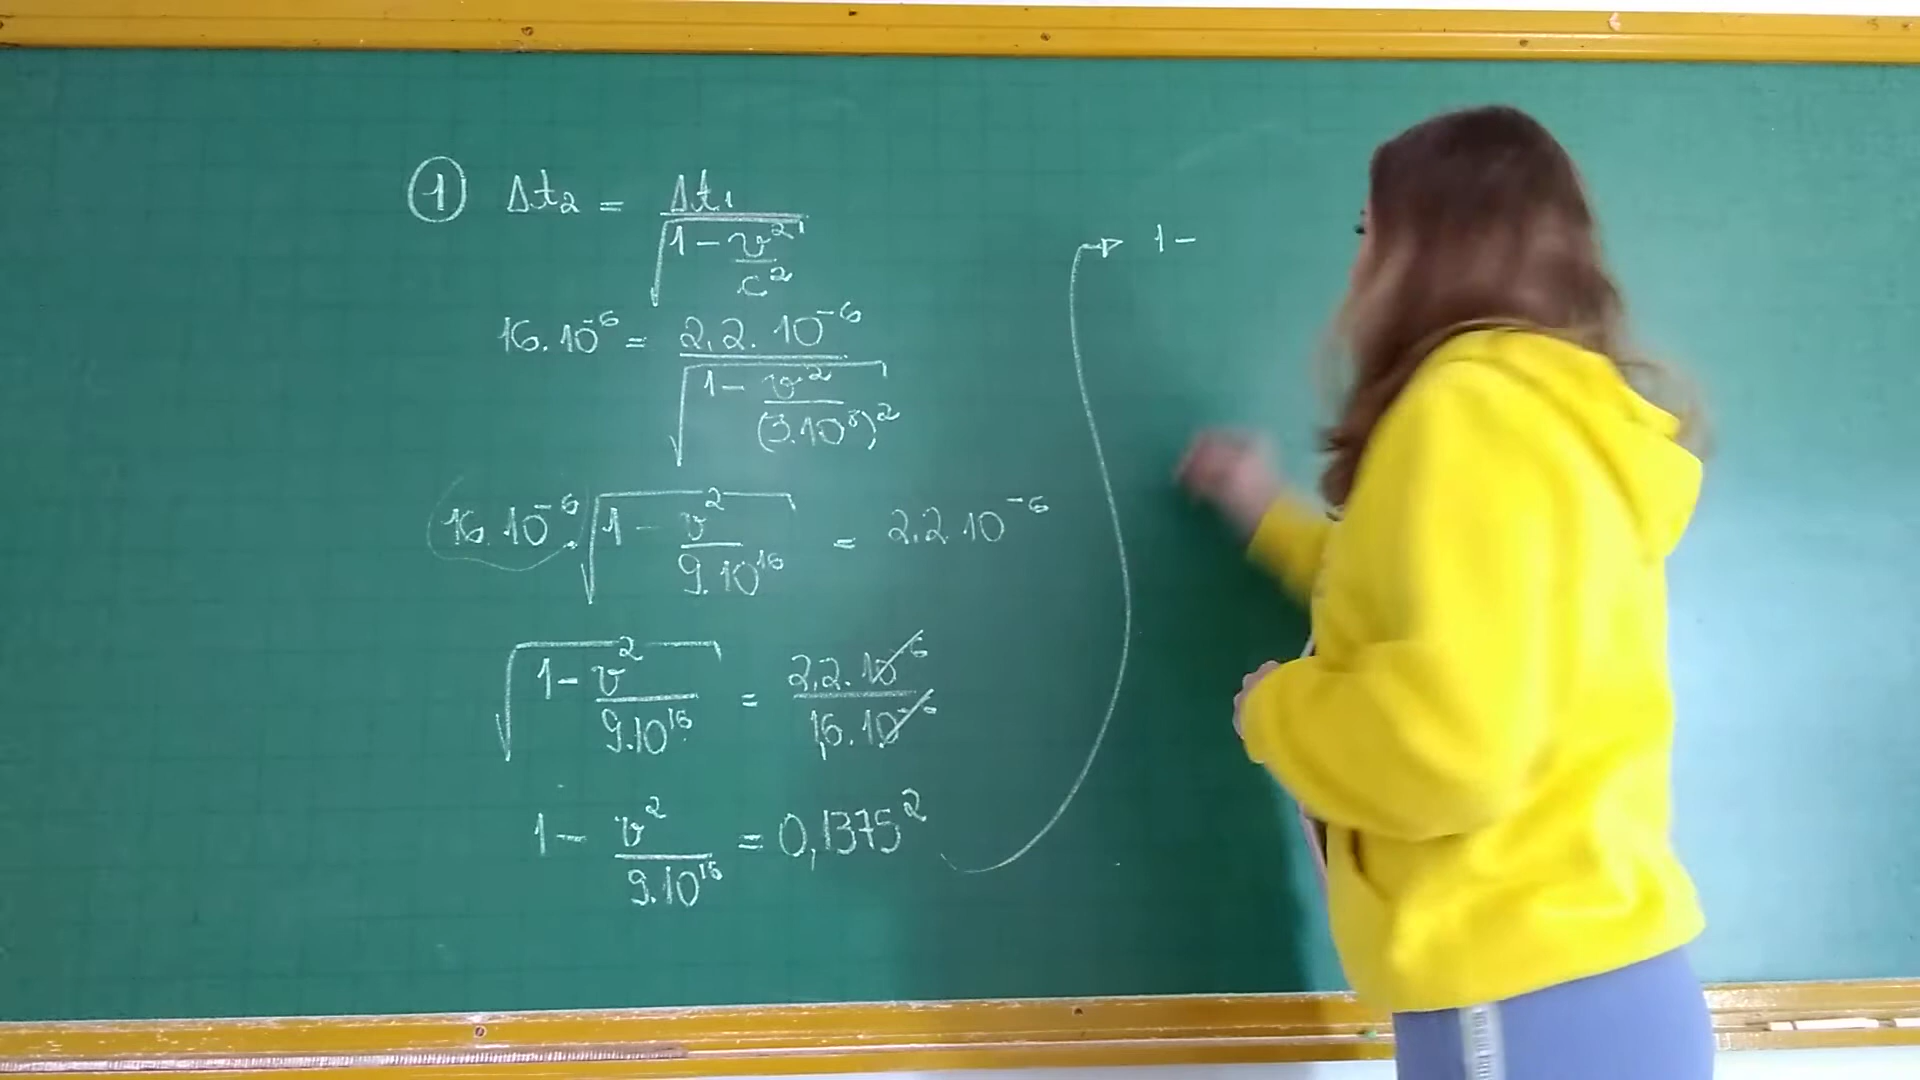 ① Δt₂ = Δt₁ / √(1 - v²/c²)
16.10⁻⁶ = 2,2.10⁻⁶ / √(1 - v²/(3.10⁸)²)
16.10⁻⁶.√(1 - v²/9.10¹⁶) = 2,2.10⁻⁶
√(1 - v²/9.10¹⁶) = 2,2.10⁻⁶ / 16.10⁻⁶
1 - v²/9.10¹⁶ = 0,1375²
1 -